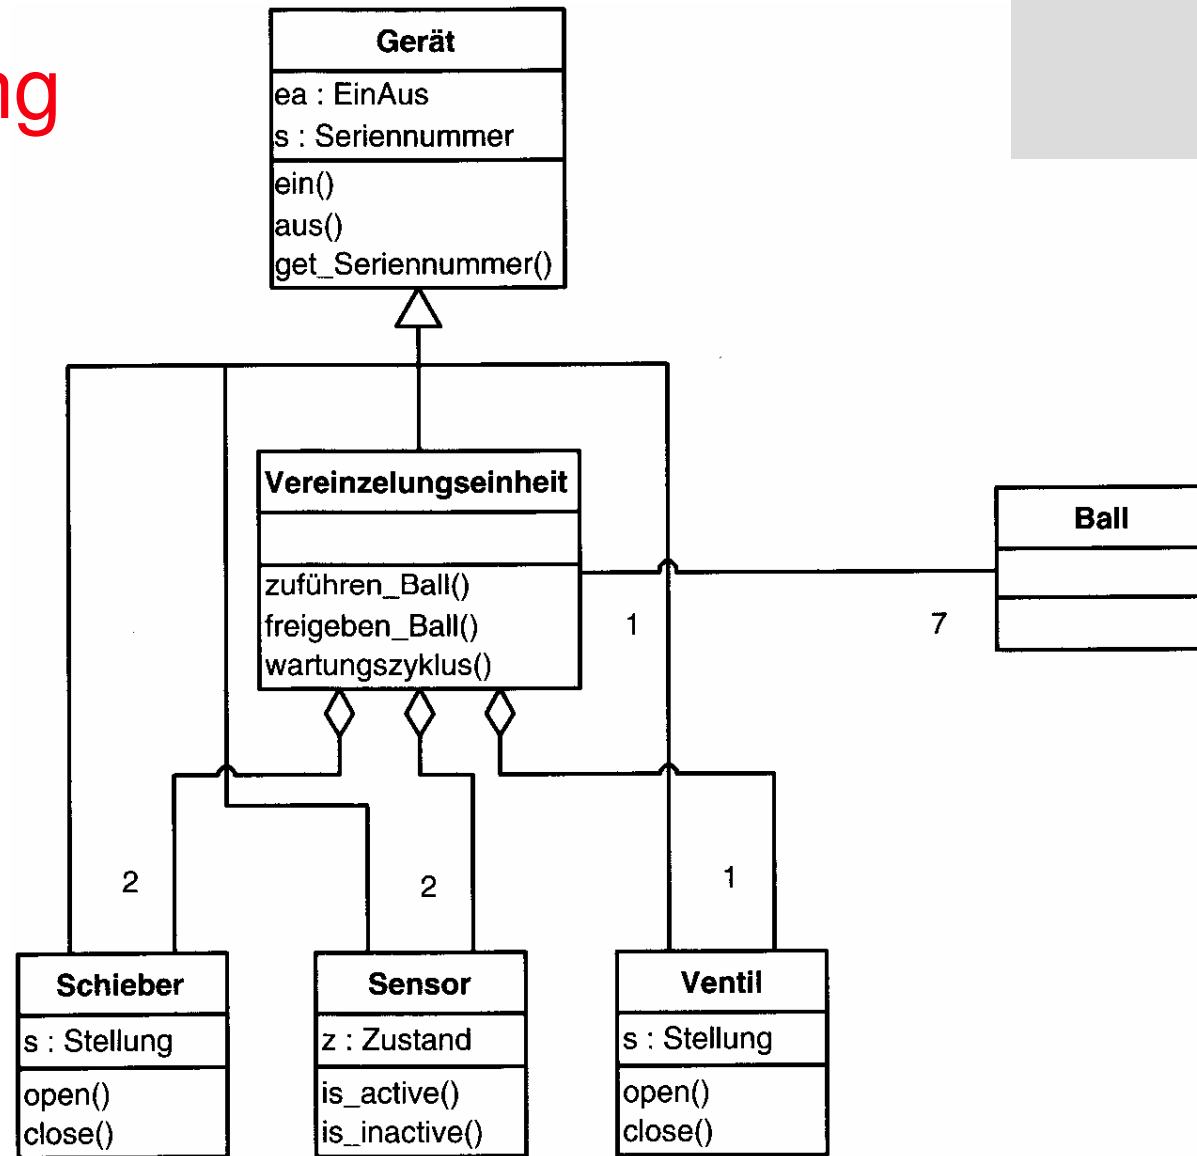 ng
Gerät
ea : EinAus
s : Seriennummer
ein()
aus()
get_Seriennummer()
Vereinzelungseinheit
zuführen_Ball()
freigeben_Ball()
wartungszyklus()
Ball
1
7
2
2
1
Schieber
s : Stellung
open()
close()
Sensor
z : Zustand
is_active()
is_inactive()
Ventil
s : Stellung
open()
close()